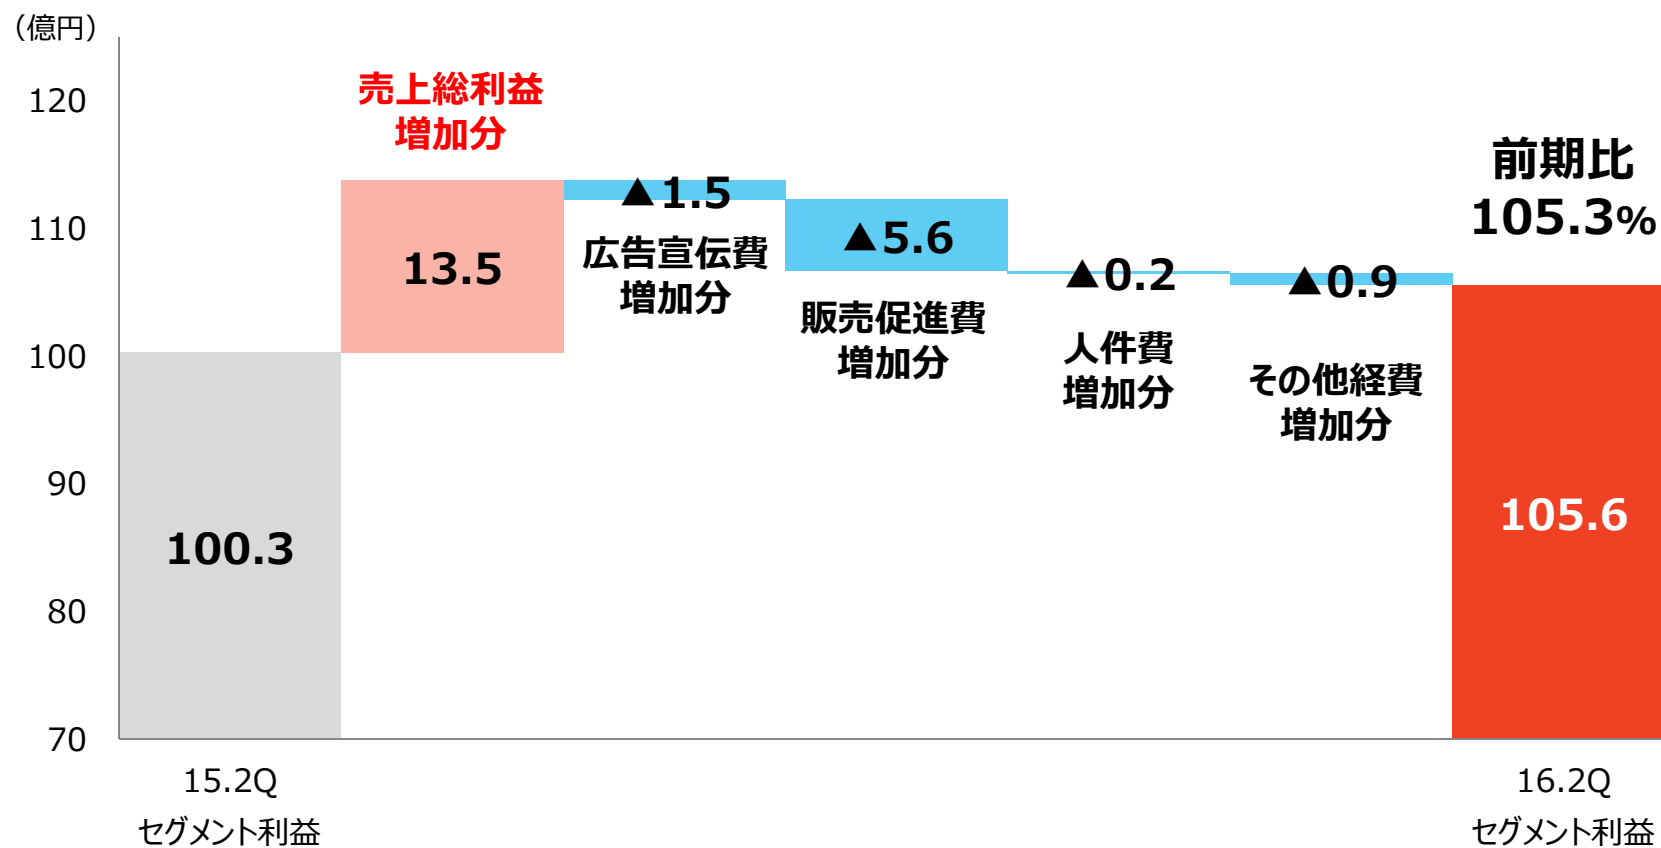 （億円）
120
110
100
90
80
70
売上総利益
増加分
13.5
▲1.5
広告宣伝費
増加分
▲5.6
販売促進費
増加分
▲0.2
人件費
増加分
▲0.9
その他経費
増加分
前期比
105.3%
100.3
105.6
15.2Q
セグメント利益
16.2Q
セグメント利益